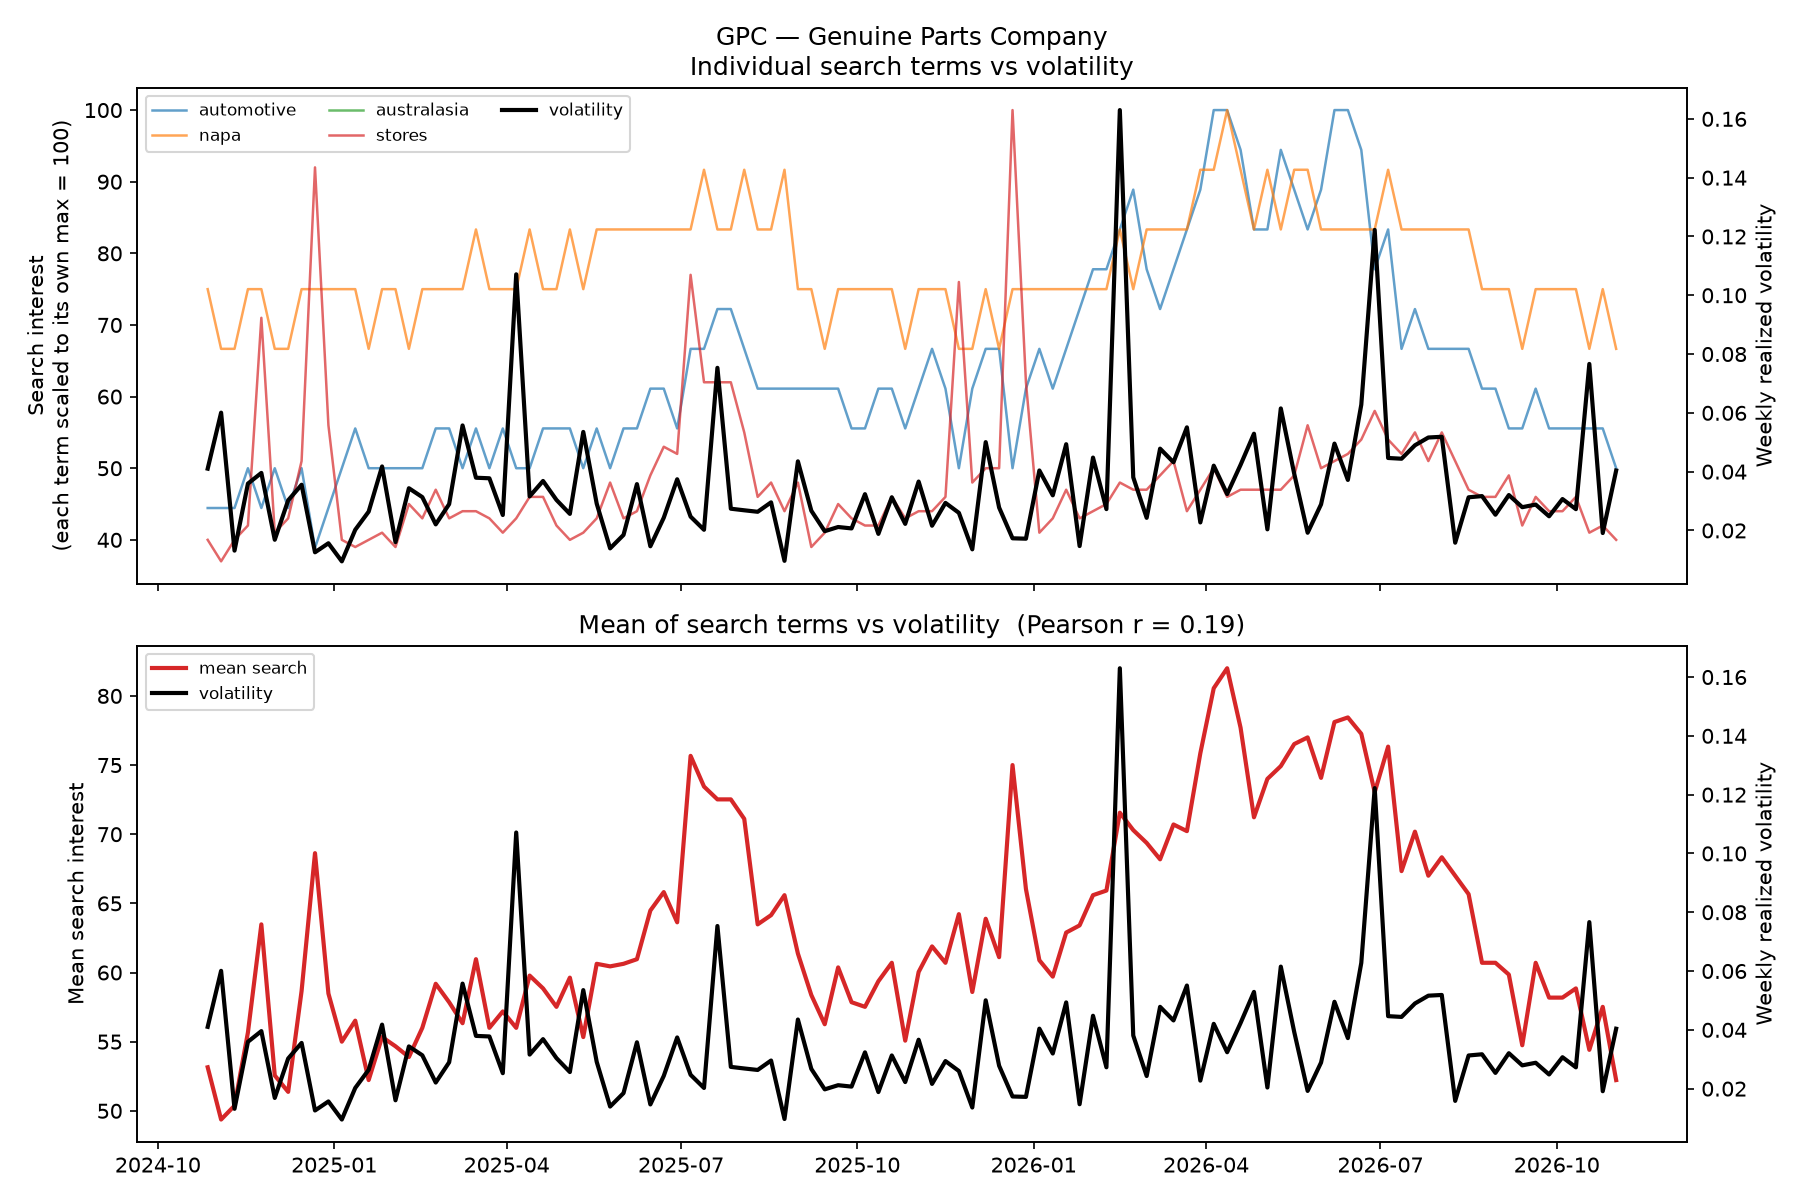 GPC — Genuine Parts Company
Individual search terms vs volatility
automotive
napa
australasia
stores
volatility
Search interest
(each term scaled to its own max = 100)
100
90
80
70
60
50
40
0.16
0.14
0.12
0.10
0.08
0.06
0.04
0.02
Weekly realized volatility
Mean of search terms vs volatility (Pearson r = 0.19)
mean search
volatility
Mean search interest
80
75
70
65
60
55
50
0.16
0.14
0.12
0.10
0.08
0.06
0.04
0.02
Weekly realized volatility
2024-10
2025-01
2025-04
2025-07
2025-10
2026-01
2026-04
2026-07
2026-10